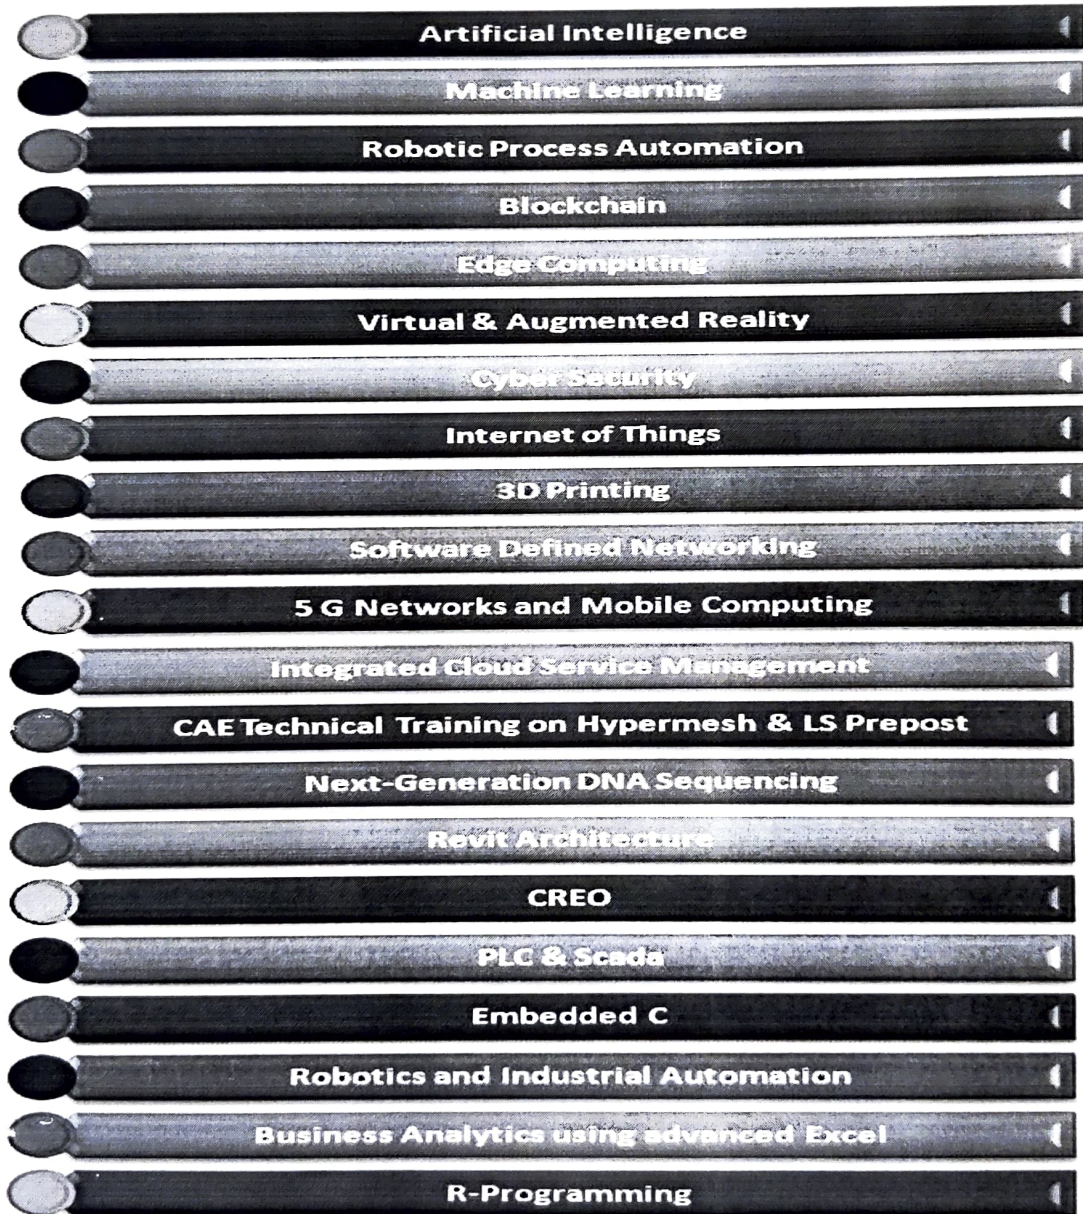 Artificial Intelligence
Machine Learning
Robotic Process Automation
Blockchain
Edge Computing
Virtual & Augmented Reality
Cyber Security
Internet of Things
3D Printing
Software Defined Networking
5 G Networks and Mobile Computing
Integrated Cloud Service Management
CAE Technical Training on Hypermesh & LS Prepost
Next-Generation DNA Sequencing
Revit Architecture
CREO
PLC & Scada
Embedded C
Robotics and Industrial Automation
Business Analytics using advanced Excel
R-Programming